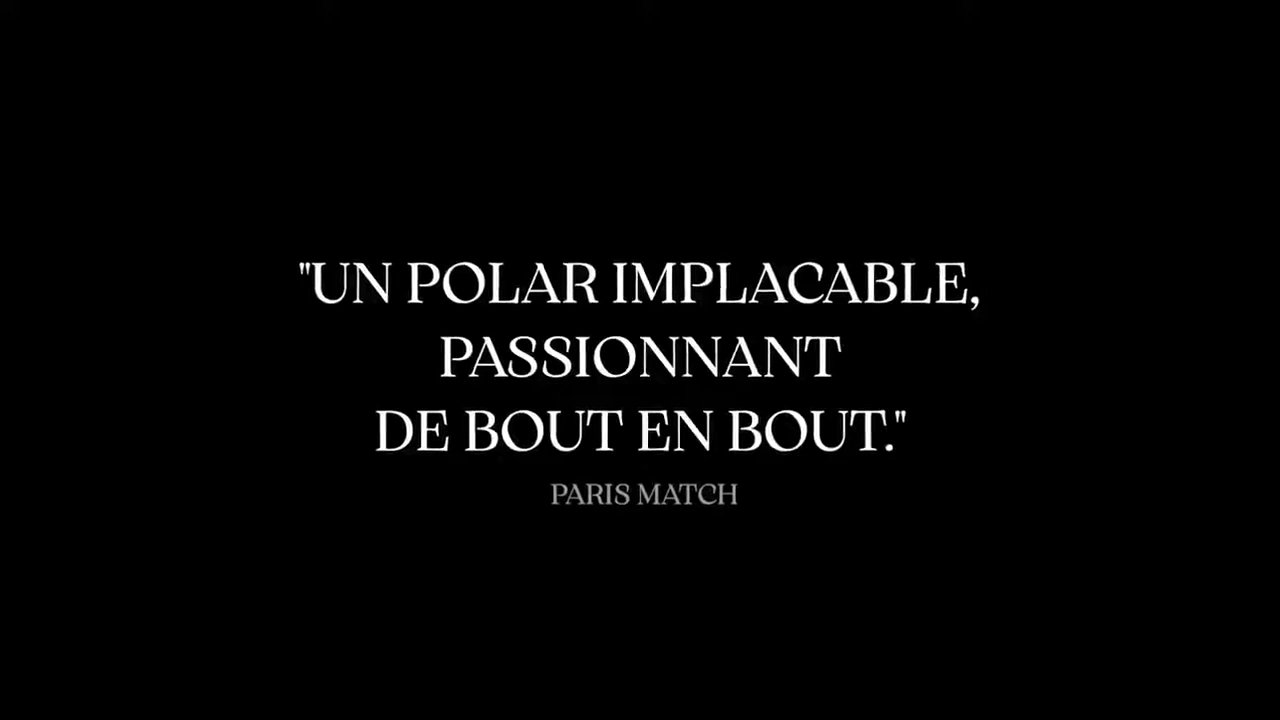 "UN POLAR IMPLACABLE,
PASSIONNANT
DE BOUT EN BOUT."
PARIS MATCH